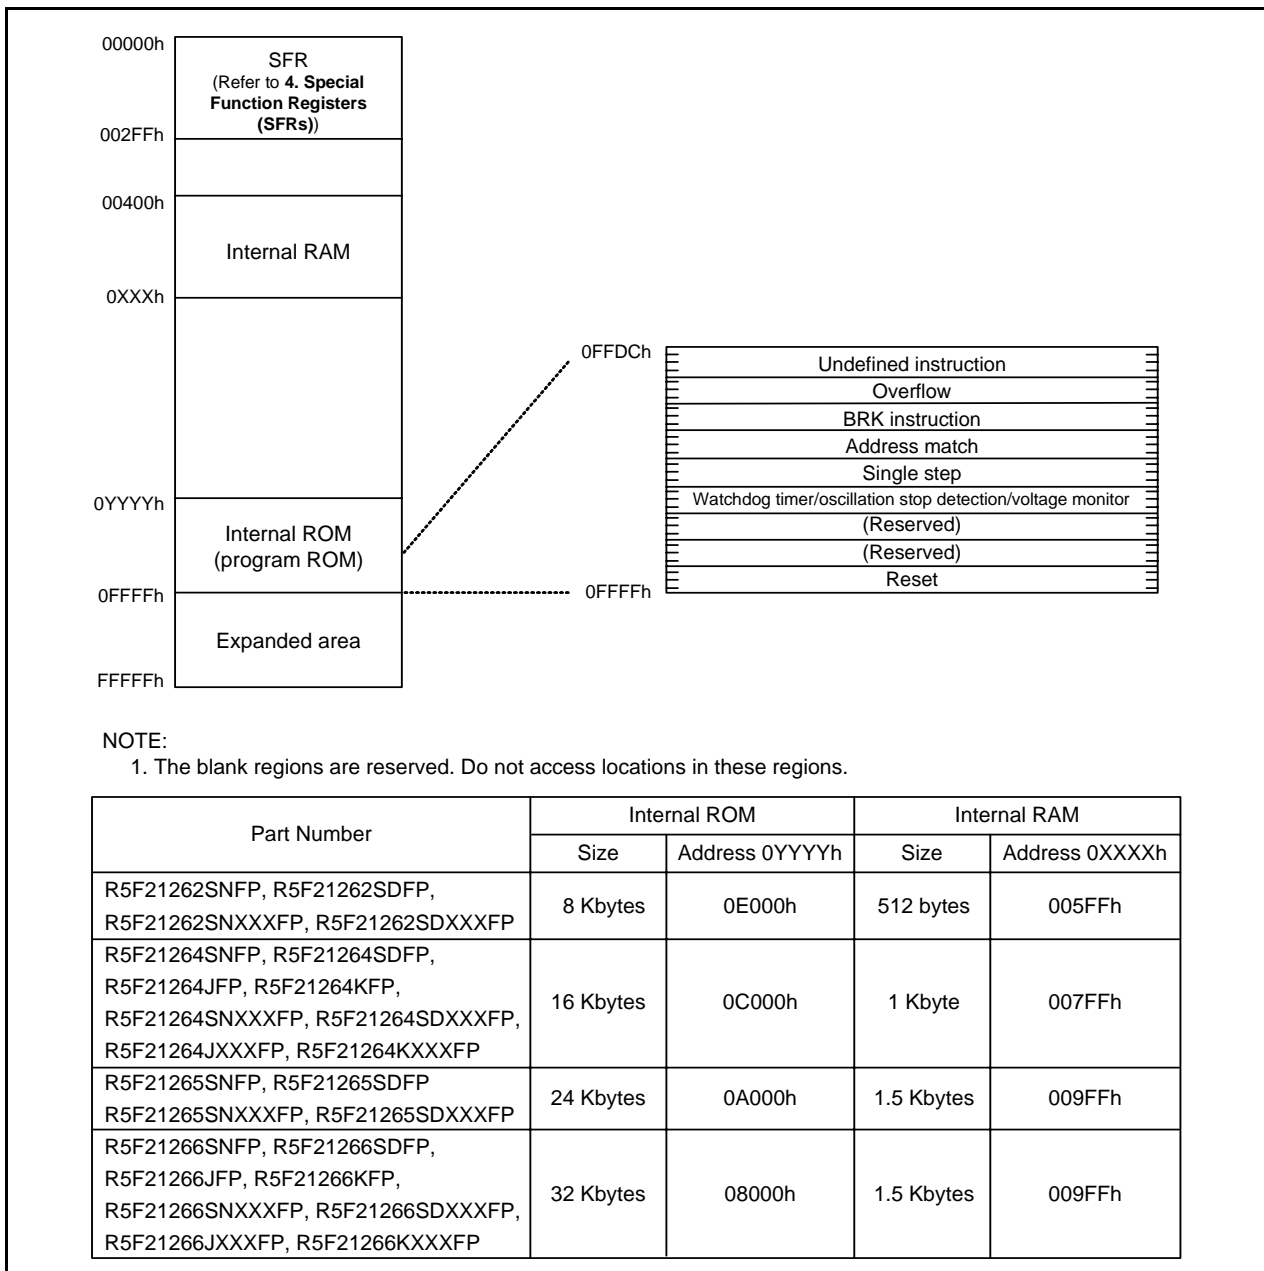 00000h
SFR
(Refer to 4. Special
Function Registers
(SFRs))
002FFh
00400h
Internal RAM
0XXXh
0YYYYh
Internal ROM
(program ROM)
0FFFFh
Expanded area
FFFFFh
0FFDCh
Undefined instruction
Overflow
BRK instruction
Address match
Single step
Watchdog timer/oscillation stop detection/voltage monitor
(Reserved)
(Reserved)
Reset
0FFFFh
NOTE:
1. The blank regions are reserved. Do not access locations in these regions.
Part Number
Internal ROM
Internal RAM
Size
Address 0YYYYh
Size
Address 0XXXXh
R5F21262SNFP, R5F21262SDFP,
R5F21262SNXXXFP, R5F21262SDXXXFP
8 Kbytes
0E000h
512 bytes
005FFh
R5F21264SNFP, R5F21264SDFP,
R5F21264JFP, R5F21264KFP,
R5F21264SNXXXFP, R5F21264SDXXXFP,
R5F21264JXXXFP, R5F21264KXXXFP
16 Kbytes
0C000h
1 Kbyte
007FFh
R5F21265SNFP, R5F21265SDFP
R5F21265SNXXXFP, R5F21265SDXXXFP
24 Kbytes
0A000h
1.5 Kbytes
009FFh
R5F21266SNFP, R5F21266SDFP,
R5F21266JFP, R5F21266KFP,
R5F21266SNXXXFP, R5F21266SDXXXFP,
R5F21266JXXXFP, R5F21266KXXXFP
32 Kbytes
08000h
1.5 Kbytes
009FFh